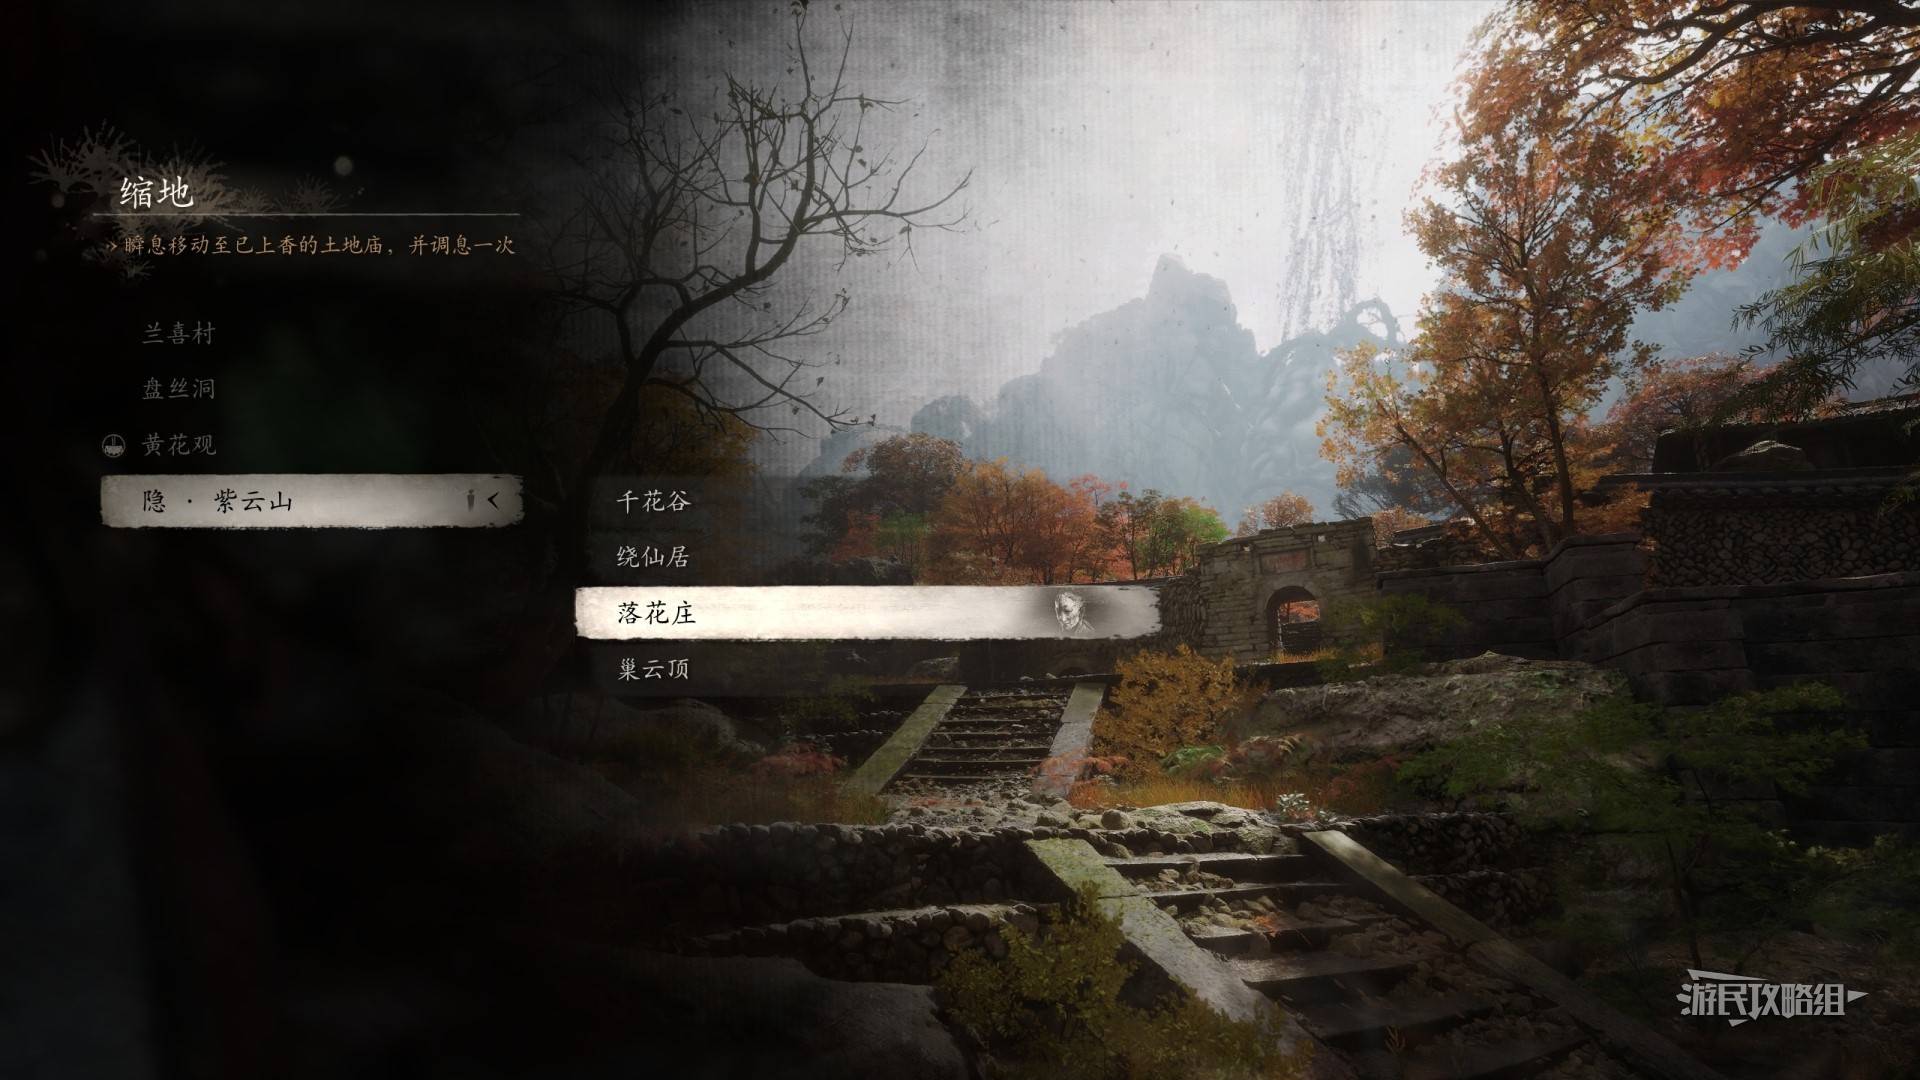 缩地
瞬息移动至已上香的土地庙，并调息一次
兰喜村
盘丝洞
黄花观
隐 · 紫云山
千花谷
绕仙居
落花庄
巢云顶
游民攻略组